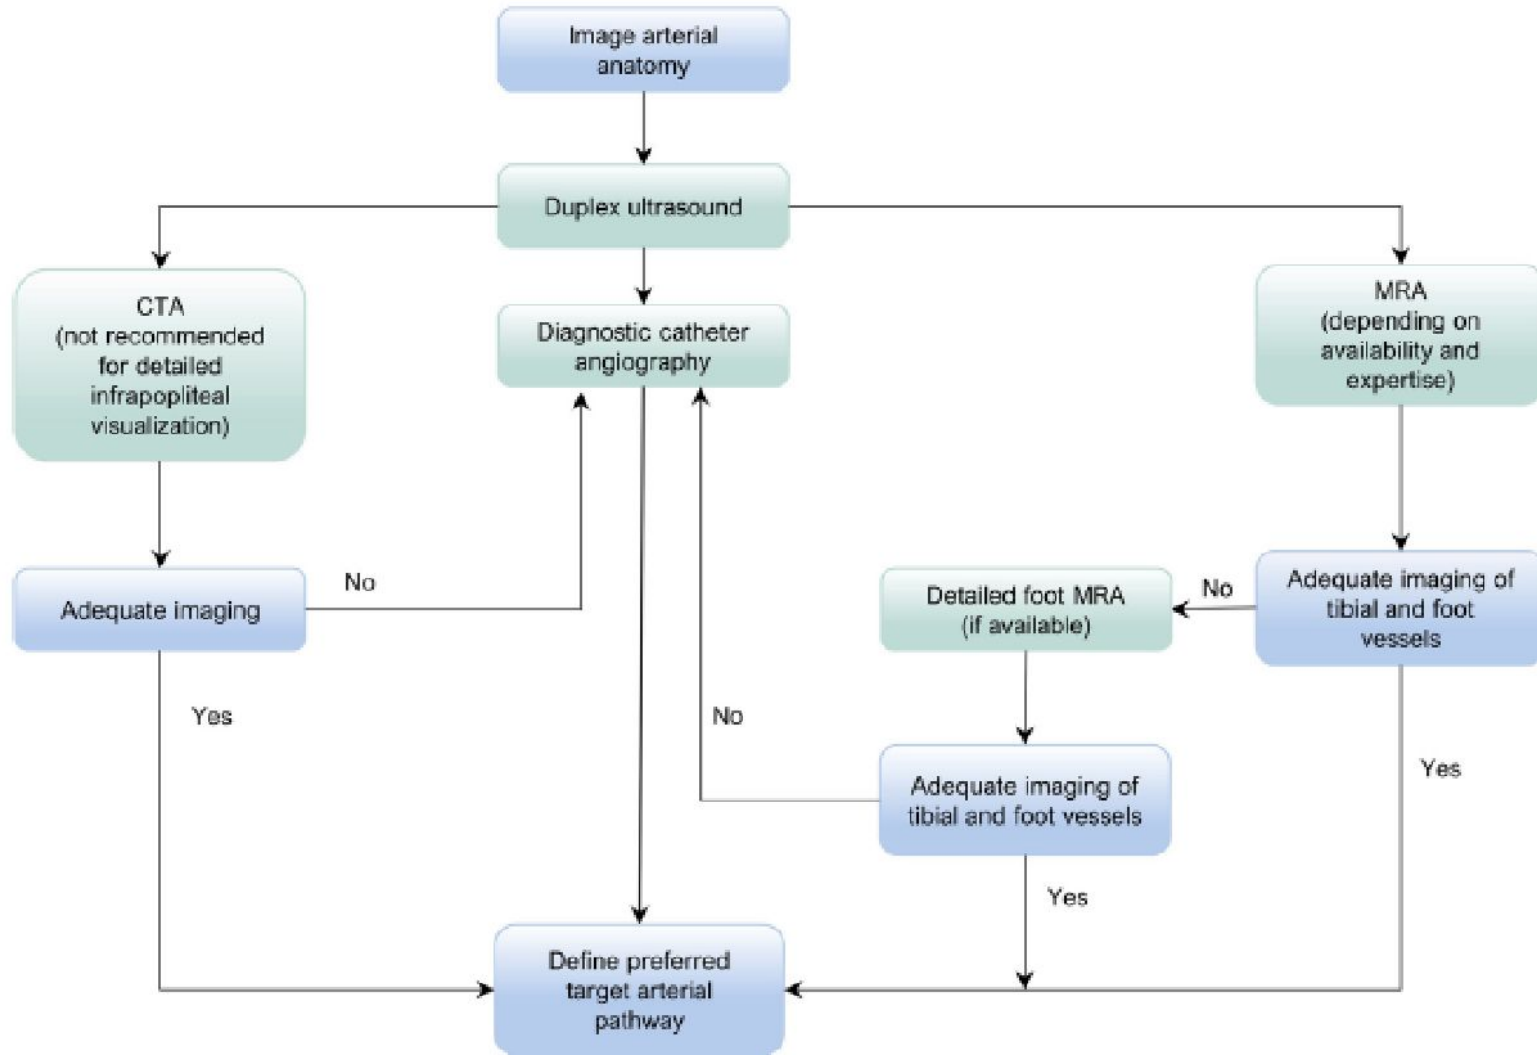 Image arterial
anatomy
Duplex ultrasound
CTA
(not recommended
for detailed
infrapopliteal
visualization)
Diagnostic catheter
angiography
MRA
(depending on
availability and
expertise)
Adequate imaging
No
Yes
Detailed foot MRA
(if available)
No
Adequate imaging of
tibial and foot
vessels
No
Adequate imaging of
tibial and foot vessels
Yes
Yes
Define preferred
target arterial
pathway